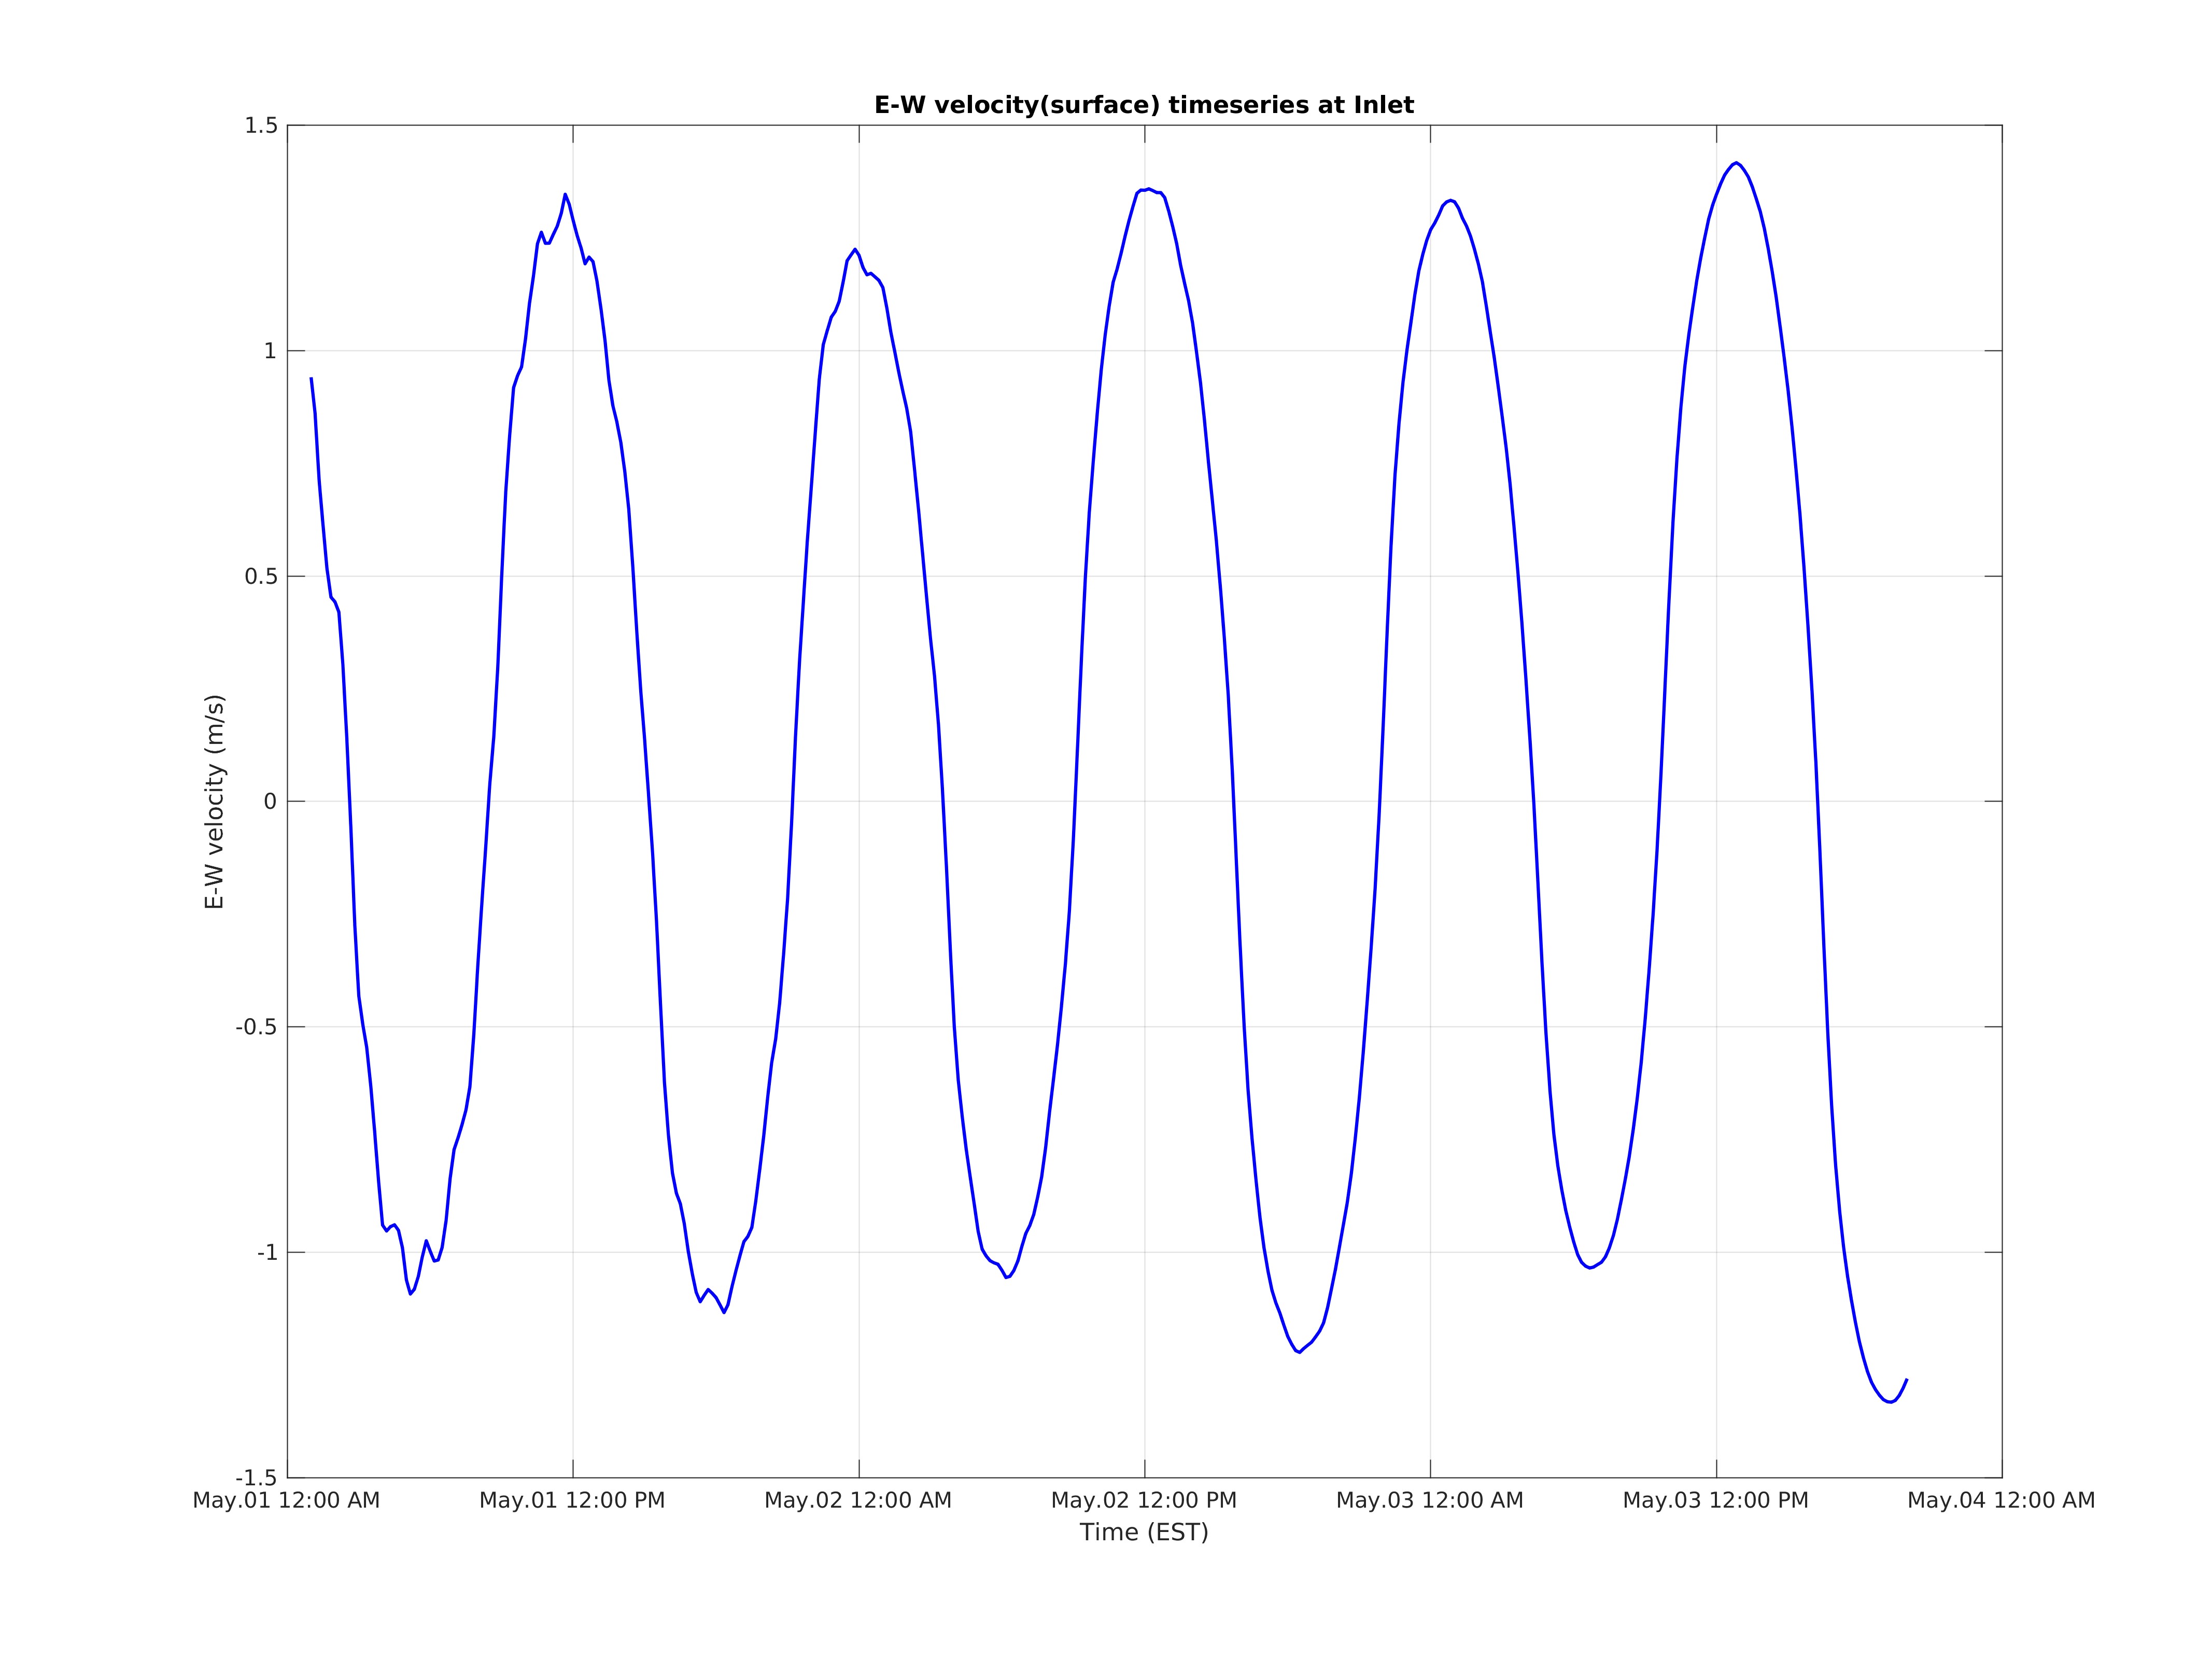 E-W velocity(surface) timeseries at Inlet
1.5
1
0.5
0
-0.5
-1
-1.5
E-W velocity (m/s)
May.01 12:00 AM May.01 12:00 PM May.02 12:00 AM May.02 12:00 PM May.03 12:00 AM May.03 12:00 PM May.04 12:00 AM
Time (EST)